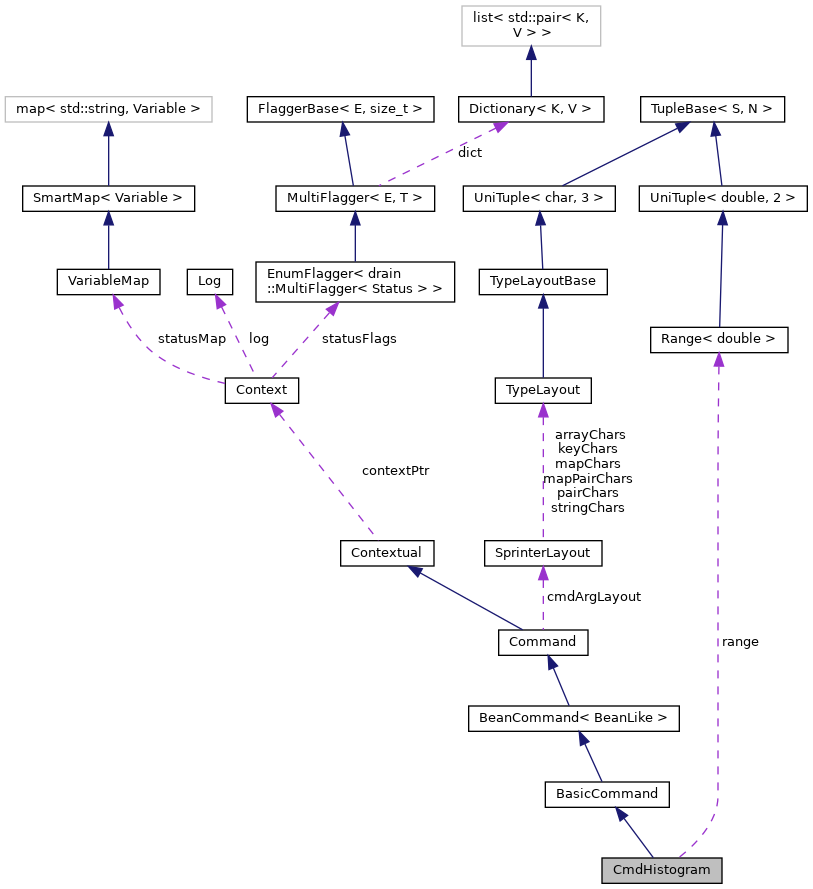 list< std::pair< K,
V > >
map< std::string, Variable >
FlaggerBase< E, size_t >
Dictionary< K, V >
TupleBase< S, N >
dict
SmartMap< Variable >
MultiFlagger< E, T >
UniTuple< char, 3 >
UniTuple< double, 2 >
VariableMap
Log
EnumFlagger< drain
::MultiFlagger< Status > >
TypeLayoutBase
statusMap
log
statusFlags
Range< double >
Context
TypeLayout
arrayChars
keyChars
mapChars
mapPairChars
pairChars
stringChars
contextPtr
Contextual
SprinterLayout
cmdArgLayout
Command
range
BeanCommand< BeanLike >
BasicCommand
CmdHistogram